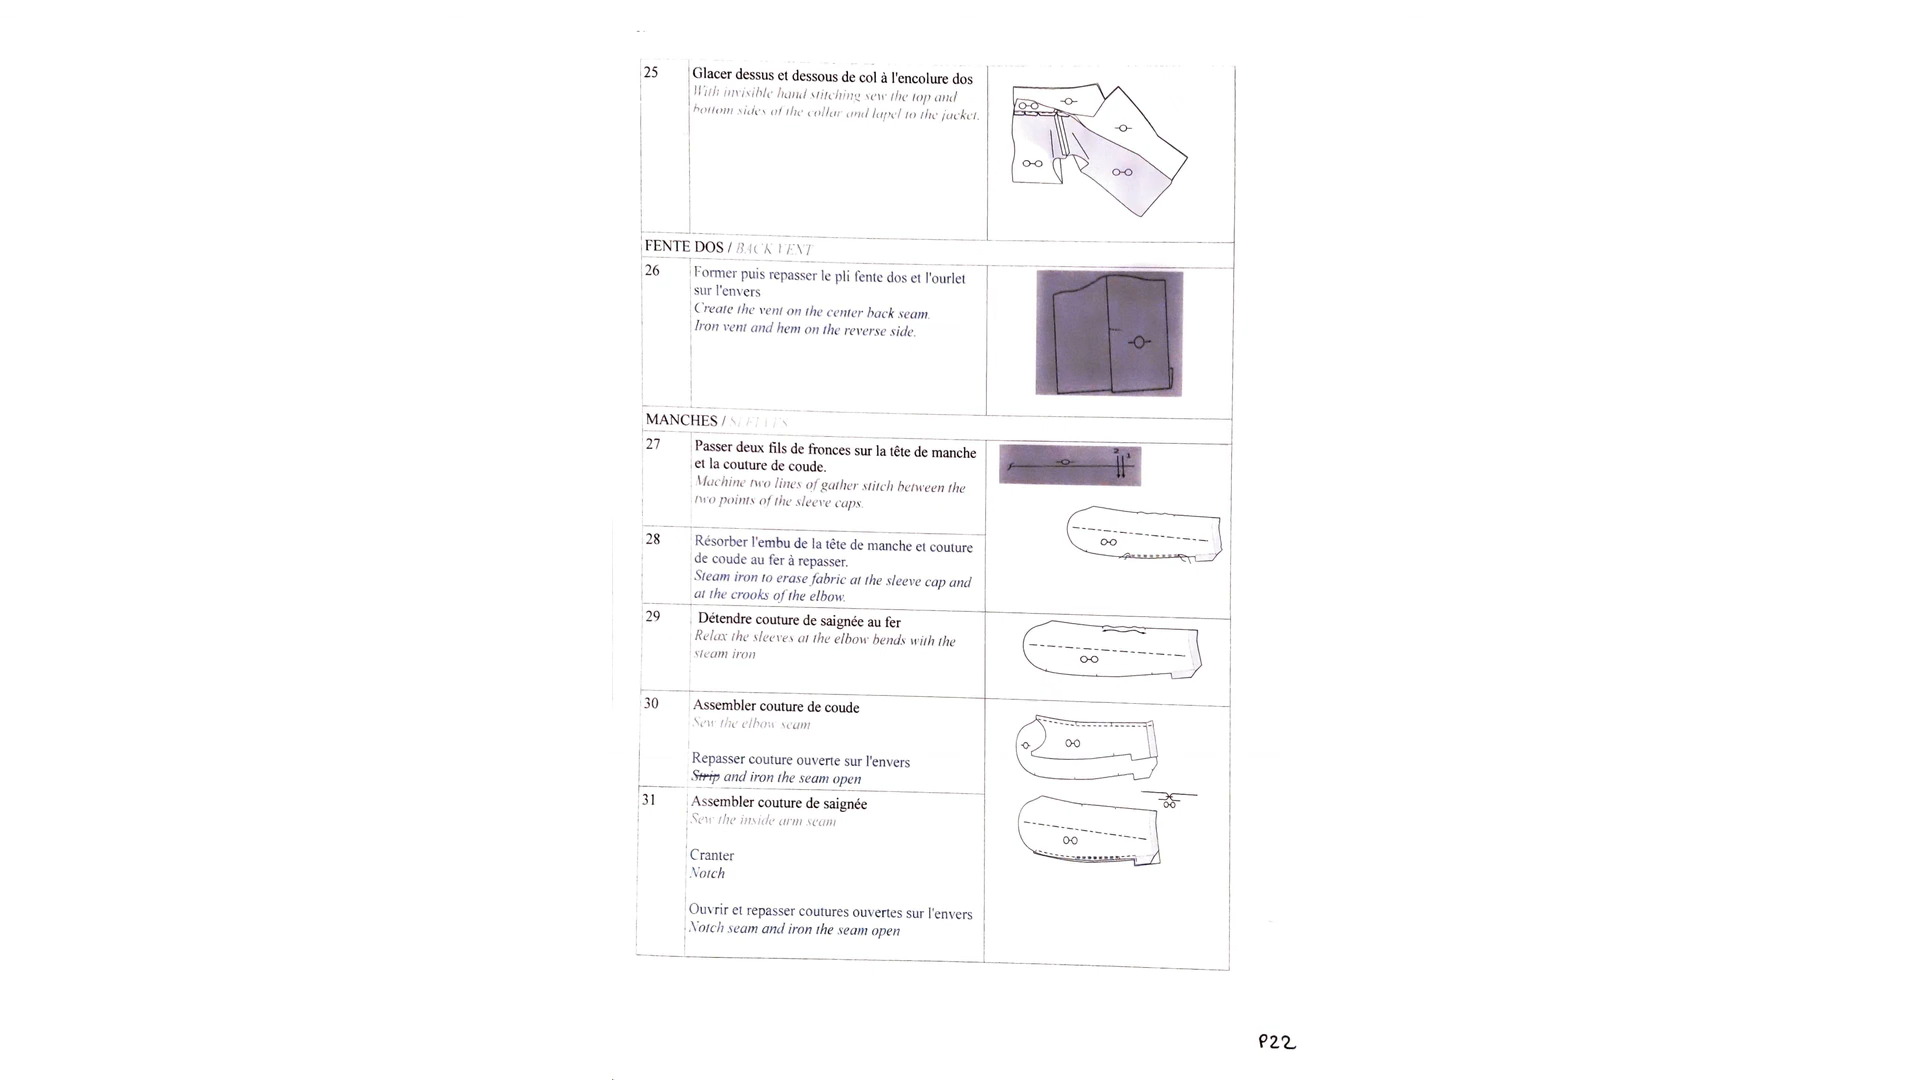 25
Glacer dessus et dessous de col à l'encolure dos
With invisible hand stitching sew the top and
bottom sides of the collar and lapel to the jacket.
FENTE DOS / BACK VENT
26
Former puis repasser le pli fente dos et l'ourlet
sur l'envers
Create the vent on the center back seam.
Iron vent and hem on the reverse side.
MANCHES / SLEEVES
27
Passer deux fils de fronces sur la tête de manche
et la couture de coude.
Machine two lines of gather stitch between the
two points of the sleeve caps.
2 1
28
Résorber l'embu de la tête de manche et couture
de coude au fer à repasser.
Steam iron to erase fabric at the sleeve cap and
at the crooks of the elbow.
29
Détendre couture de saignée au fer
Relax the sleeves at the elbow bends with the
steam iron
30
Assembler couture de coude
Sew the elbow seam
Repasser couture ouverte sur l'envers
Strip and iron the seam open
31
Assembler couture de saignée
Sew the inside arm seam
Cranter
Notch
Ouvrir et repasser coutures ouvertes sur l'envers
Notch seam and iron the seam open
P22